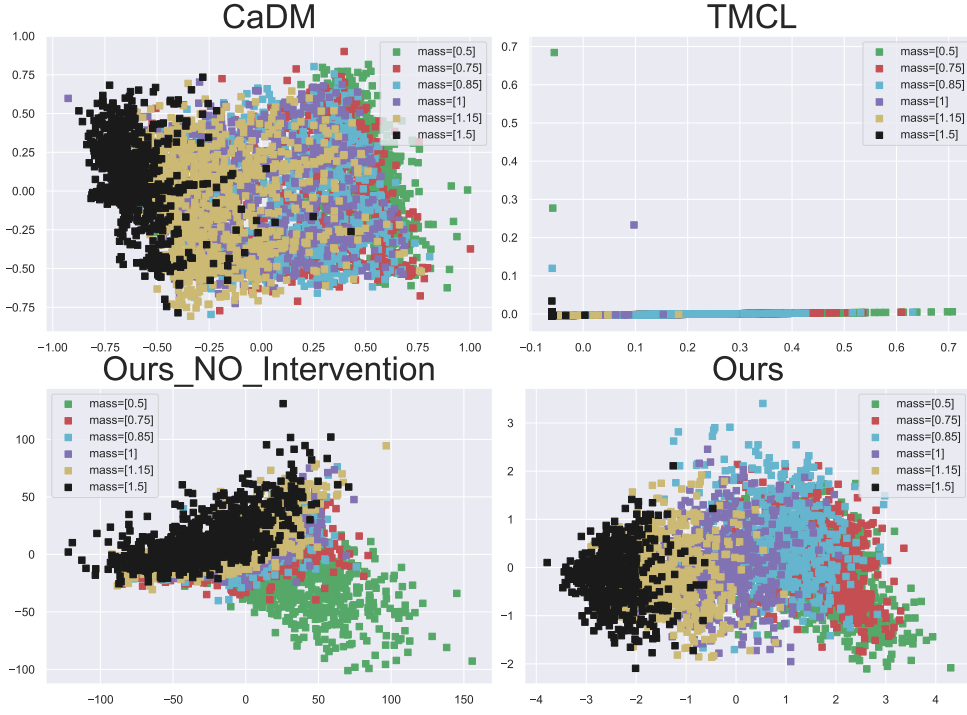 CaDM
1.00
0.75
0.50
0.25
0.00
−0.25
−0.50
−0.75
−1.00
−0.75
−0.50
−0.25
0.00
0.25
0.50
0.75
1.00
mass=[0.5]
mass=[0.75]
mass=[0.85]
mass=[1]
mass=[1.15]
mass=[1.5]
TMCL
0.7
0.6
0.5
0.4
0.3
0.2
0.1
0.0
−0.1
0.0
0.1
0.2
0.3
0.4
0.5
0.6
0.7
mass=[0.5]
mass=[0.75]
mass=[0.85]
mass=[1]
mass=[1.15]
mass=[1.5]
Ours_NO_Intervention
100
50
0
−50
−100
−100
−50
0
50
100
150
mass=[0.5]
mass=[0.75]
mass=[0.85]
mass=[1]
mass=[1.15]
mass=[1.5]
Ours
3
2
1
0
−1
−2
−4
−3
−2
−1
0
1
2
3
4
mass=[0.5]
mass=[0.75]
mass=[0.85]
mass=[1]
mass=[1.15]
mass=[1.5]